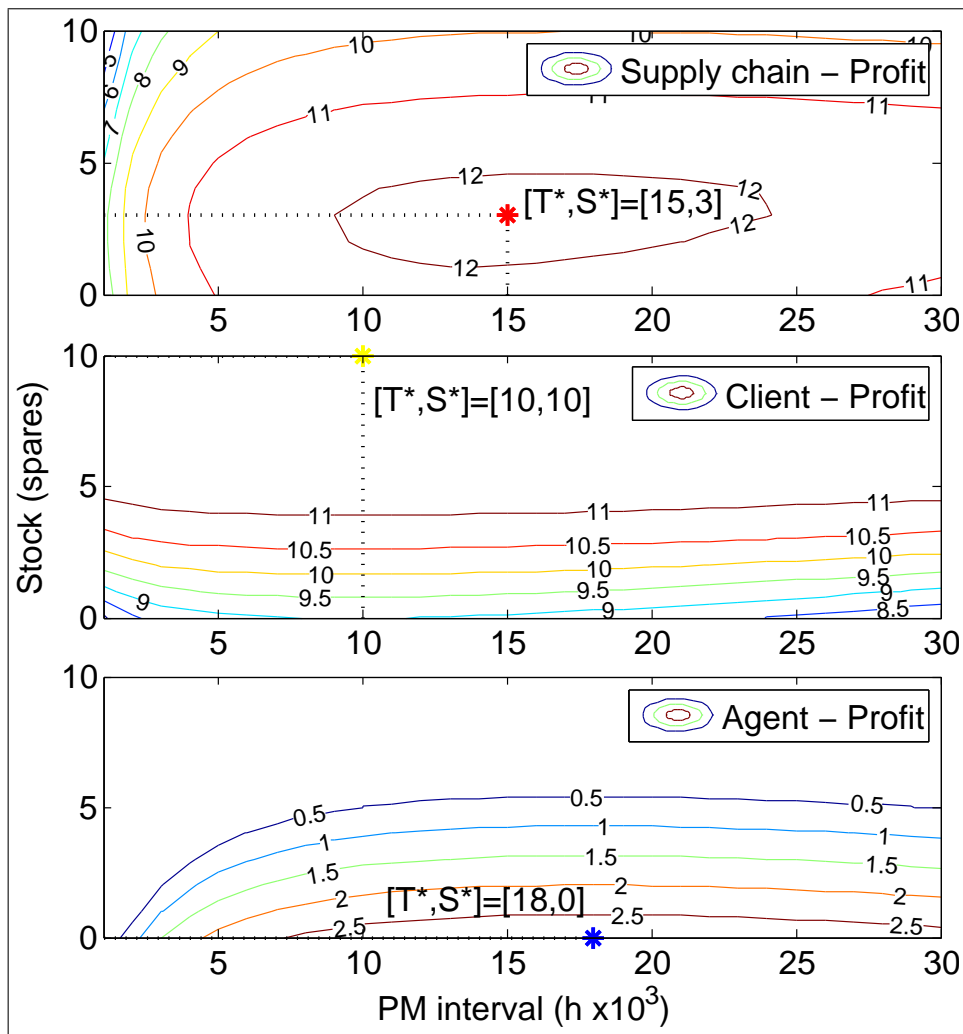 10
5
0
5
6
7
8
9
10
10
10
11
11
11
12
12
12
12
Supply chain – Profit
[T*,S*]=[15,3]
5 10 15 20 25 30
Stock (spares)
10
5
0
[T*,S*]=[10,10]
Client – Profit
11 11 11
10.5 10.5
10 10 10
9.5 9.5 9.5
9 9 9
8.5
5 10 15 20 25 30
10
5
0
Agent – Profit
0.5 0.5 0.5
1 1 1
1.5 1.5 1.5
2 2 2
2.5 2.5 2.5
[T*,S*]=[18,0]
5 10 15 20 25 30
PM interval (h x10³)